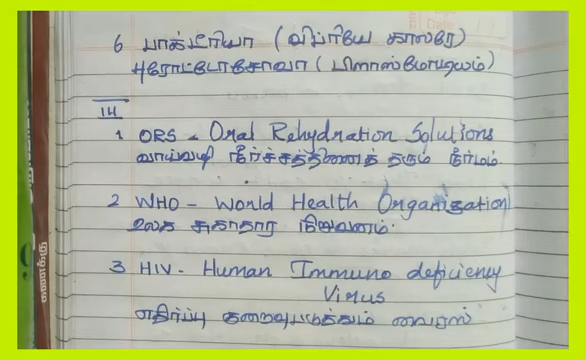 6 பாக்டீரியா (விப்ரியே காலரே)
புரோட்டோசோவா (பிளாஸ்மோடியம்)
14
1 ORS - Oral Rehydration Solutions
வாய்வழி நீர்ச்சத்தினைத் தரும் நீர்மம்.
2 WHO - World Health Organization
உலக சுகாதார நிறுவனம்.
3 HIV - Human Immuno deficiency
Virus
எதிர்ப்பு குறைவுபடுத்தும் வைரஸ்